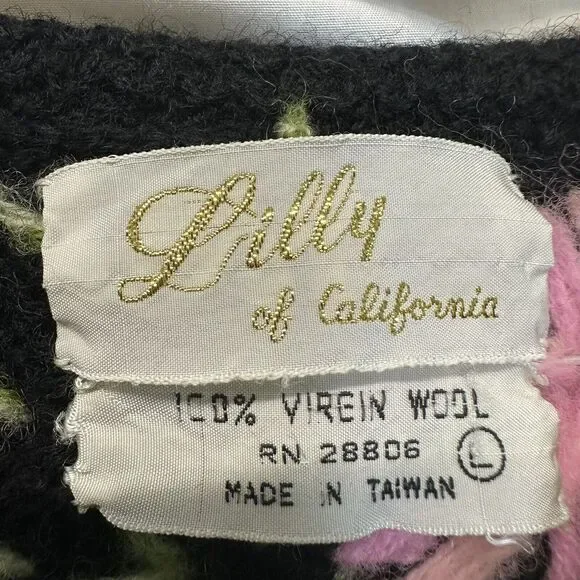 Lilly
of California
100% VIREIN WOOL
RN 28806 L
MADE IN TAIWAN